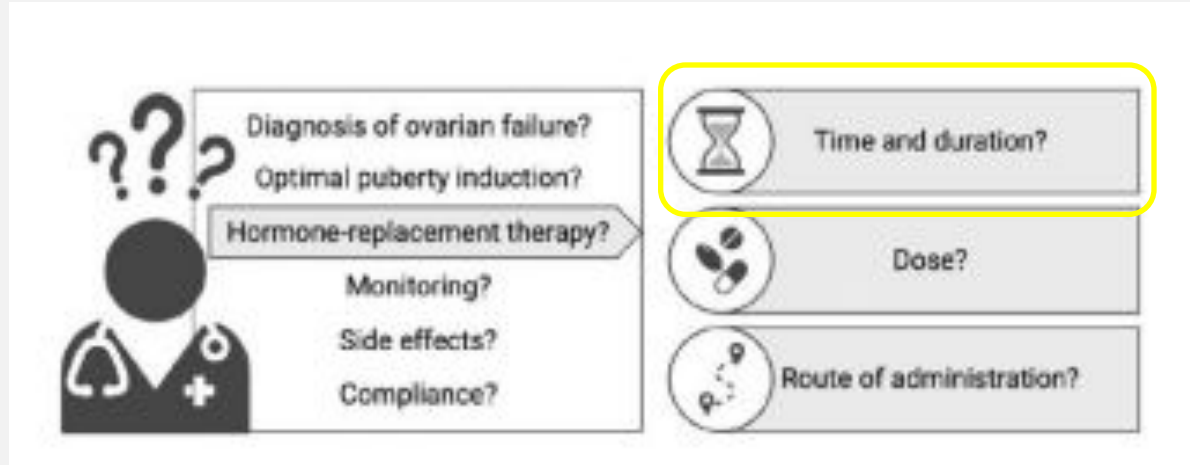 Diagnosis of ovarian failure?
Optimal puberty induction?
Hormone-replacement therapy?
Monitoring?
Side effects?
Compliance?
Time and duration?
Dose?
Route of administration?